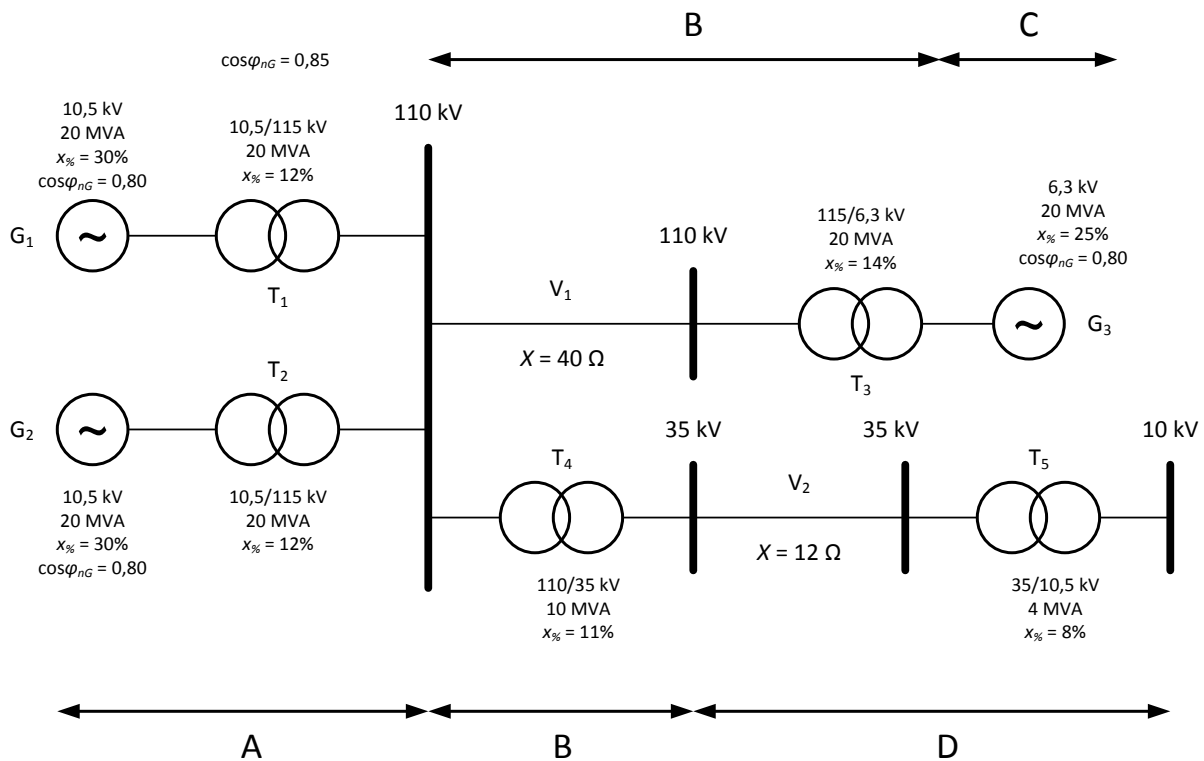 B
C
cosφnG = 0,85
10,5 kV
20 MVA
x% = 30%
cosφnG = 0,80
10,5/115 kV
20 MVA
x% = 12%
110 kV
G1
~
T1
V1
X = 40 Ω
110 kV
115/6,3 kV
20 MVA
x% = 14%
T3
6,3 kV
20 MVA
x% = 25%
cosφnG = 0,80
~
G3
G2
~
T2
10,5 kV
20 MVA
x% = 30%
cosφnG = 0,80
10,5/115 kV
20 MVA
x% = 12%
T4
110/35 kV
10 MVA
x% = 11%
35 kV
V2
X = 12 Ω
35 kV
T5
35/10,5 kV
4 MVA
x% = 8%
10 kV
A
B
D